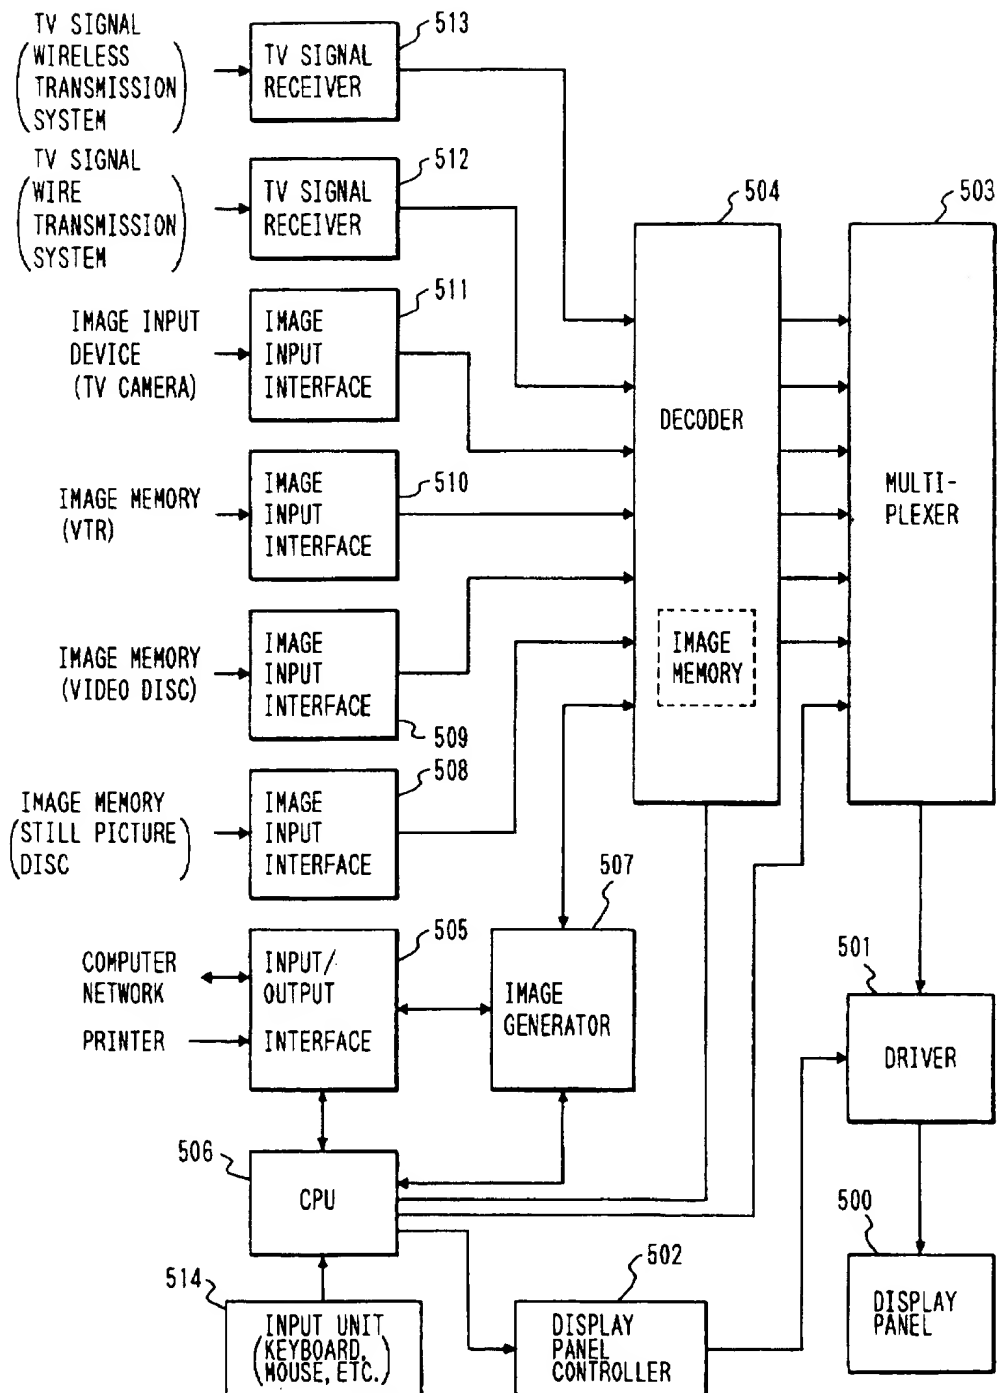 TV SIGNAL
(WIRELESS
TRANSMISSION
SYSTEM)
TV SIGNAL
RECEIVER
513
TV SIGNAL
(WIRE
TRANSMISSION
SYSTEM)
TV SIGNAL
RECEIVER
512
IMAGE INPUT
DEVICE
(TV CAMERA)
IMAGE
INPUT
INTERFACE
511
IMAGE MEMORY
(VTR)
IMAGE
INPUT
INTERFACE
510
IMAGE MEMORY
(VIDEO DISC)
IMAGE
INPUT
INTERFACE
509
IMAGE MEMORY
(STILL PICTURE
DISC)
IMAGE
INPUT
INTERFACE
508
504
DECODER
IMAGE
MEMORY
503
MULTI-
PLEXER
COMPUTER
NETWORK
PRINTER
INPUT/
OUTPUT
INTERFACE
505
IMAGE
GENERATOR
507
501
DRIVER
506
CPU
500
DISPLAY
PANEL
514
INPUT UNIT
(KEYBOARD,
MOUSE, ETC.)
502
DISPLAY
PANEL
CONTROLLER